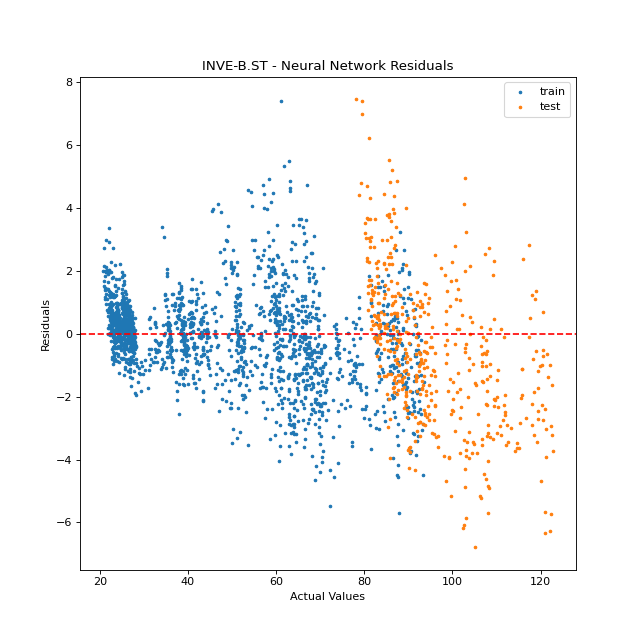 INVE-B.ST - Neural Network Residuals
train
test
8
6
4
2
0
−2
−4
−6
Residuals
20 40 60 80 100 120
Actual Values